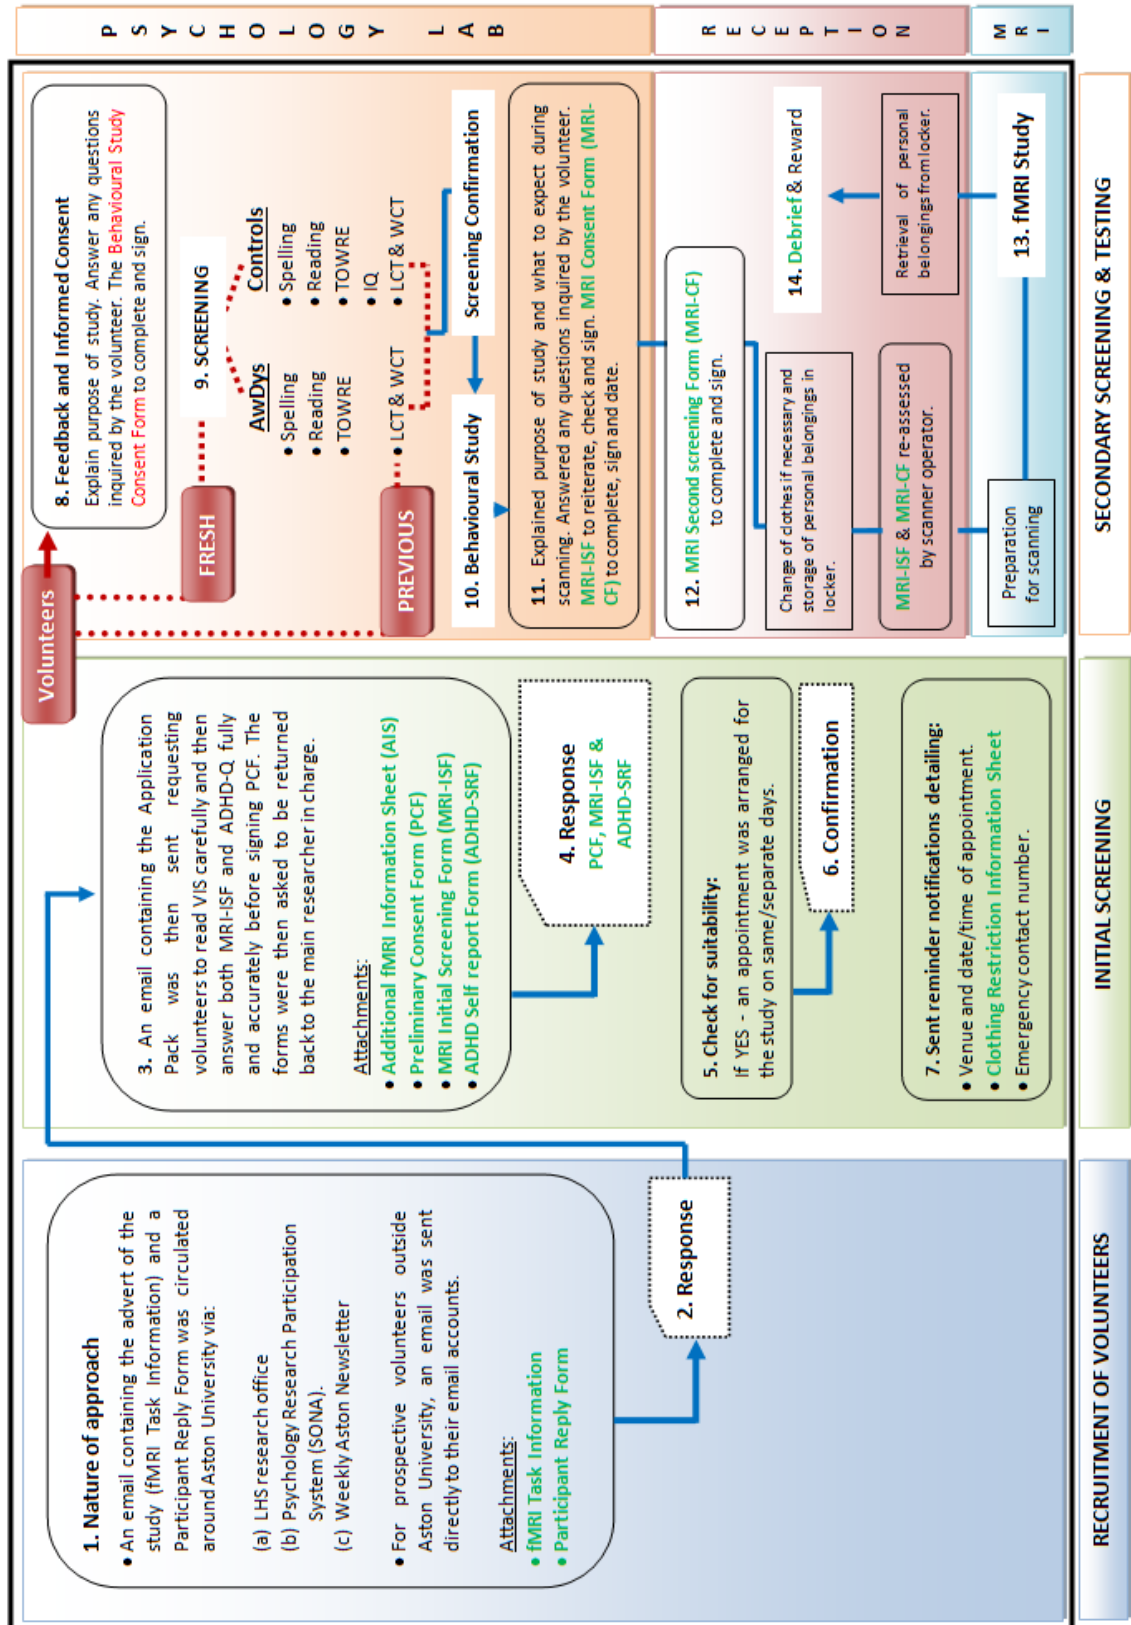 1. Nature of approach
• An email containing the advert of the
study (fMRI Task Information) and a
Participant Reply Form was circulated
around Aston University via:
(a) LHS research office
(b) Psychology Research Participation
System (SONA).
(c) Weekly Aston Newsletter
• For prospective volunteers outside
Aston University, an email was sent
directly to their email accounts.
Attachments:
• fMRI Task Information
• Participant Reply Form
2. Response
RECRUITMENT OF VOLUNTEERS
3. An email containing the Application
Pack was then sent requesting
volunteers to read VIS carefully and then
answer both MRI-ISF and ADHD-Q fully
and accurately before signing PCF. The
forms were then asked to be returned
back to the main researcher in charge.
Attachments:
• Additional fMRI Information Sheet (AIS)
• Preliminary Consent Form (PCF)
• MRI Initial Screening Form (MRI-ISF)
• ADHD Self report Form (ADHD-SRF)
4. Response
PCF, MRI-ISF &
ADHD-SRF
5. Check for suitability:
If YES - an appointment was arranged for
the study on same/separate days.
6. Confirmation
7. Sent reminder notifications detailing:
• Venue and date/time of appointment.
• Clothing Restriction Information Sheet
• Emergency contact number.
INITIAL SCREENING
Volunteers
8. Feedback and Informed Consent
Explain purpose of study. Answer any questions
inquired by the volunteer. The Behavioural Study
Consent Form to complete and sign.
FRESH
9. SCREENING
AwDys
• Spelling
• Reading
• TOWRE
• LCT & WCT
Controls
• Spelling
• Reading
• TOWRE
• IQ
• LCT & WCT
PREVIOUS
Screening Confirmation
10. Behavioural Study
11. Explained purpose of study and what to expect during
scanning. Answered any questions inquired by the volunteer.
MRI-ISF to reiterate, check and sign. MRI Consent Form (MRI-
CF) to complete, sign and date.
PSYCHOLOGY LAB
12. MRI Second screening Form (MRI-CF)
to complete and sign.
Change of clothes if necessary and
storage of personal belongings in
locker.
MRI-ISF & MRI-CF re-assessed
by scanner operator.
14. Debrief & Reward
Retrieval of personal
belongings from locker.
RECEPTION
Preparation
for scanning
13. fMRI Study
MRI
SECONDARY SCREENING & TESTING